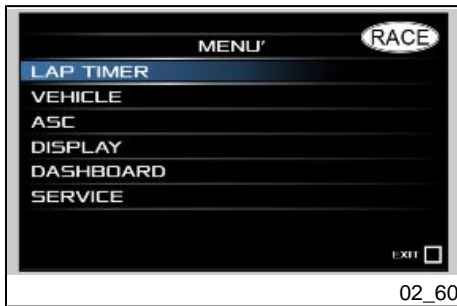 MENU'
RACE
LAP TIMER
VEHICLE
ASC
DISPLAY
DASHBOARD
SERVICE
EXIT
02_60